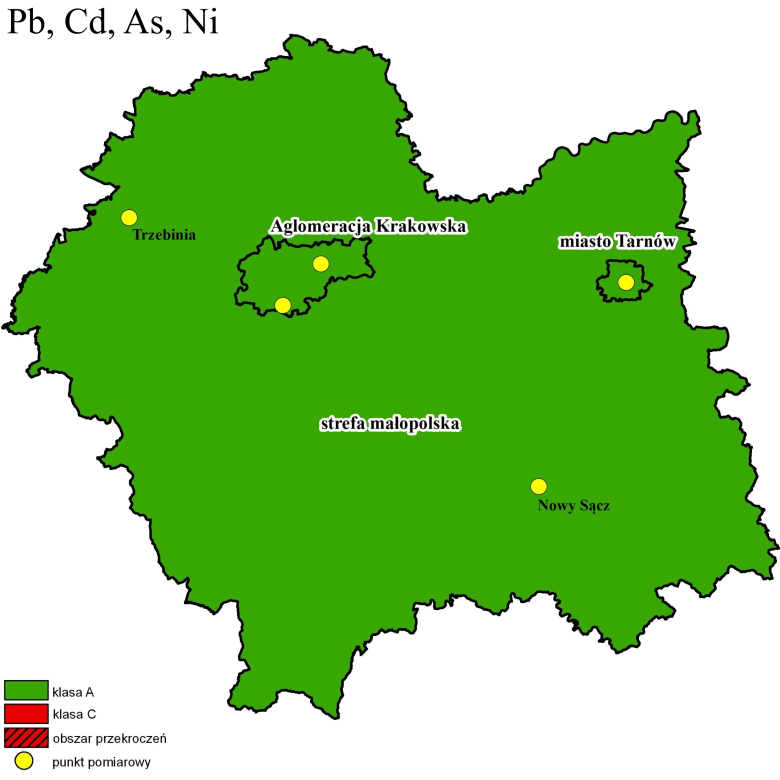 Pb, Cd, As, Ni
Trzebinia
Aglomeracja Krakowska
miasto Tarnów
strefa małopolska
Nowy Sącz
klasa A
klasa C
obszar przekroczeń
punkt pomiarowy